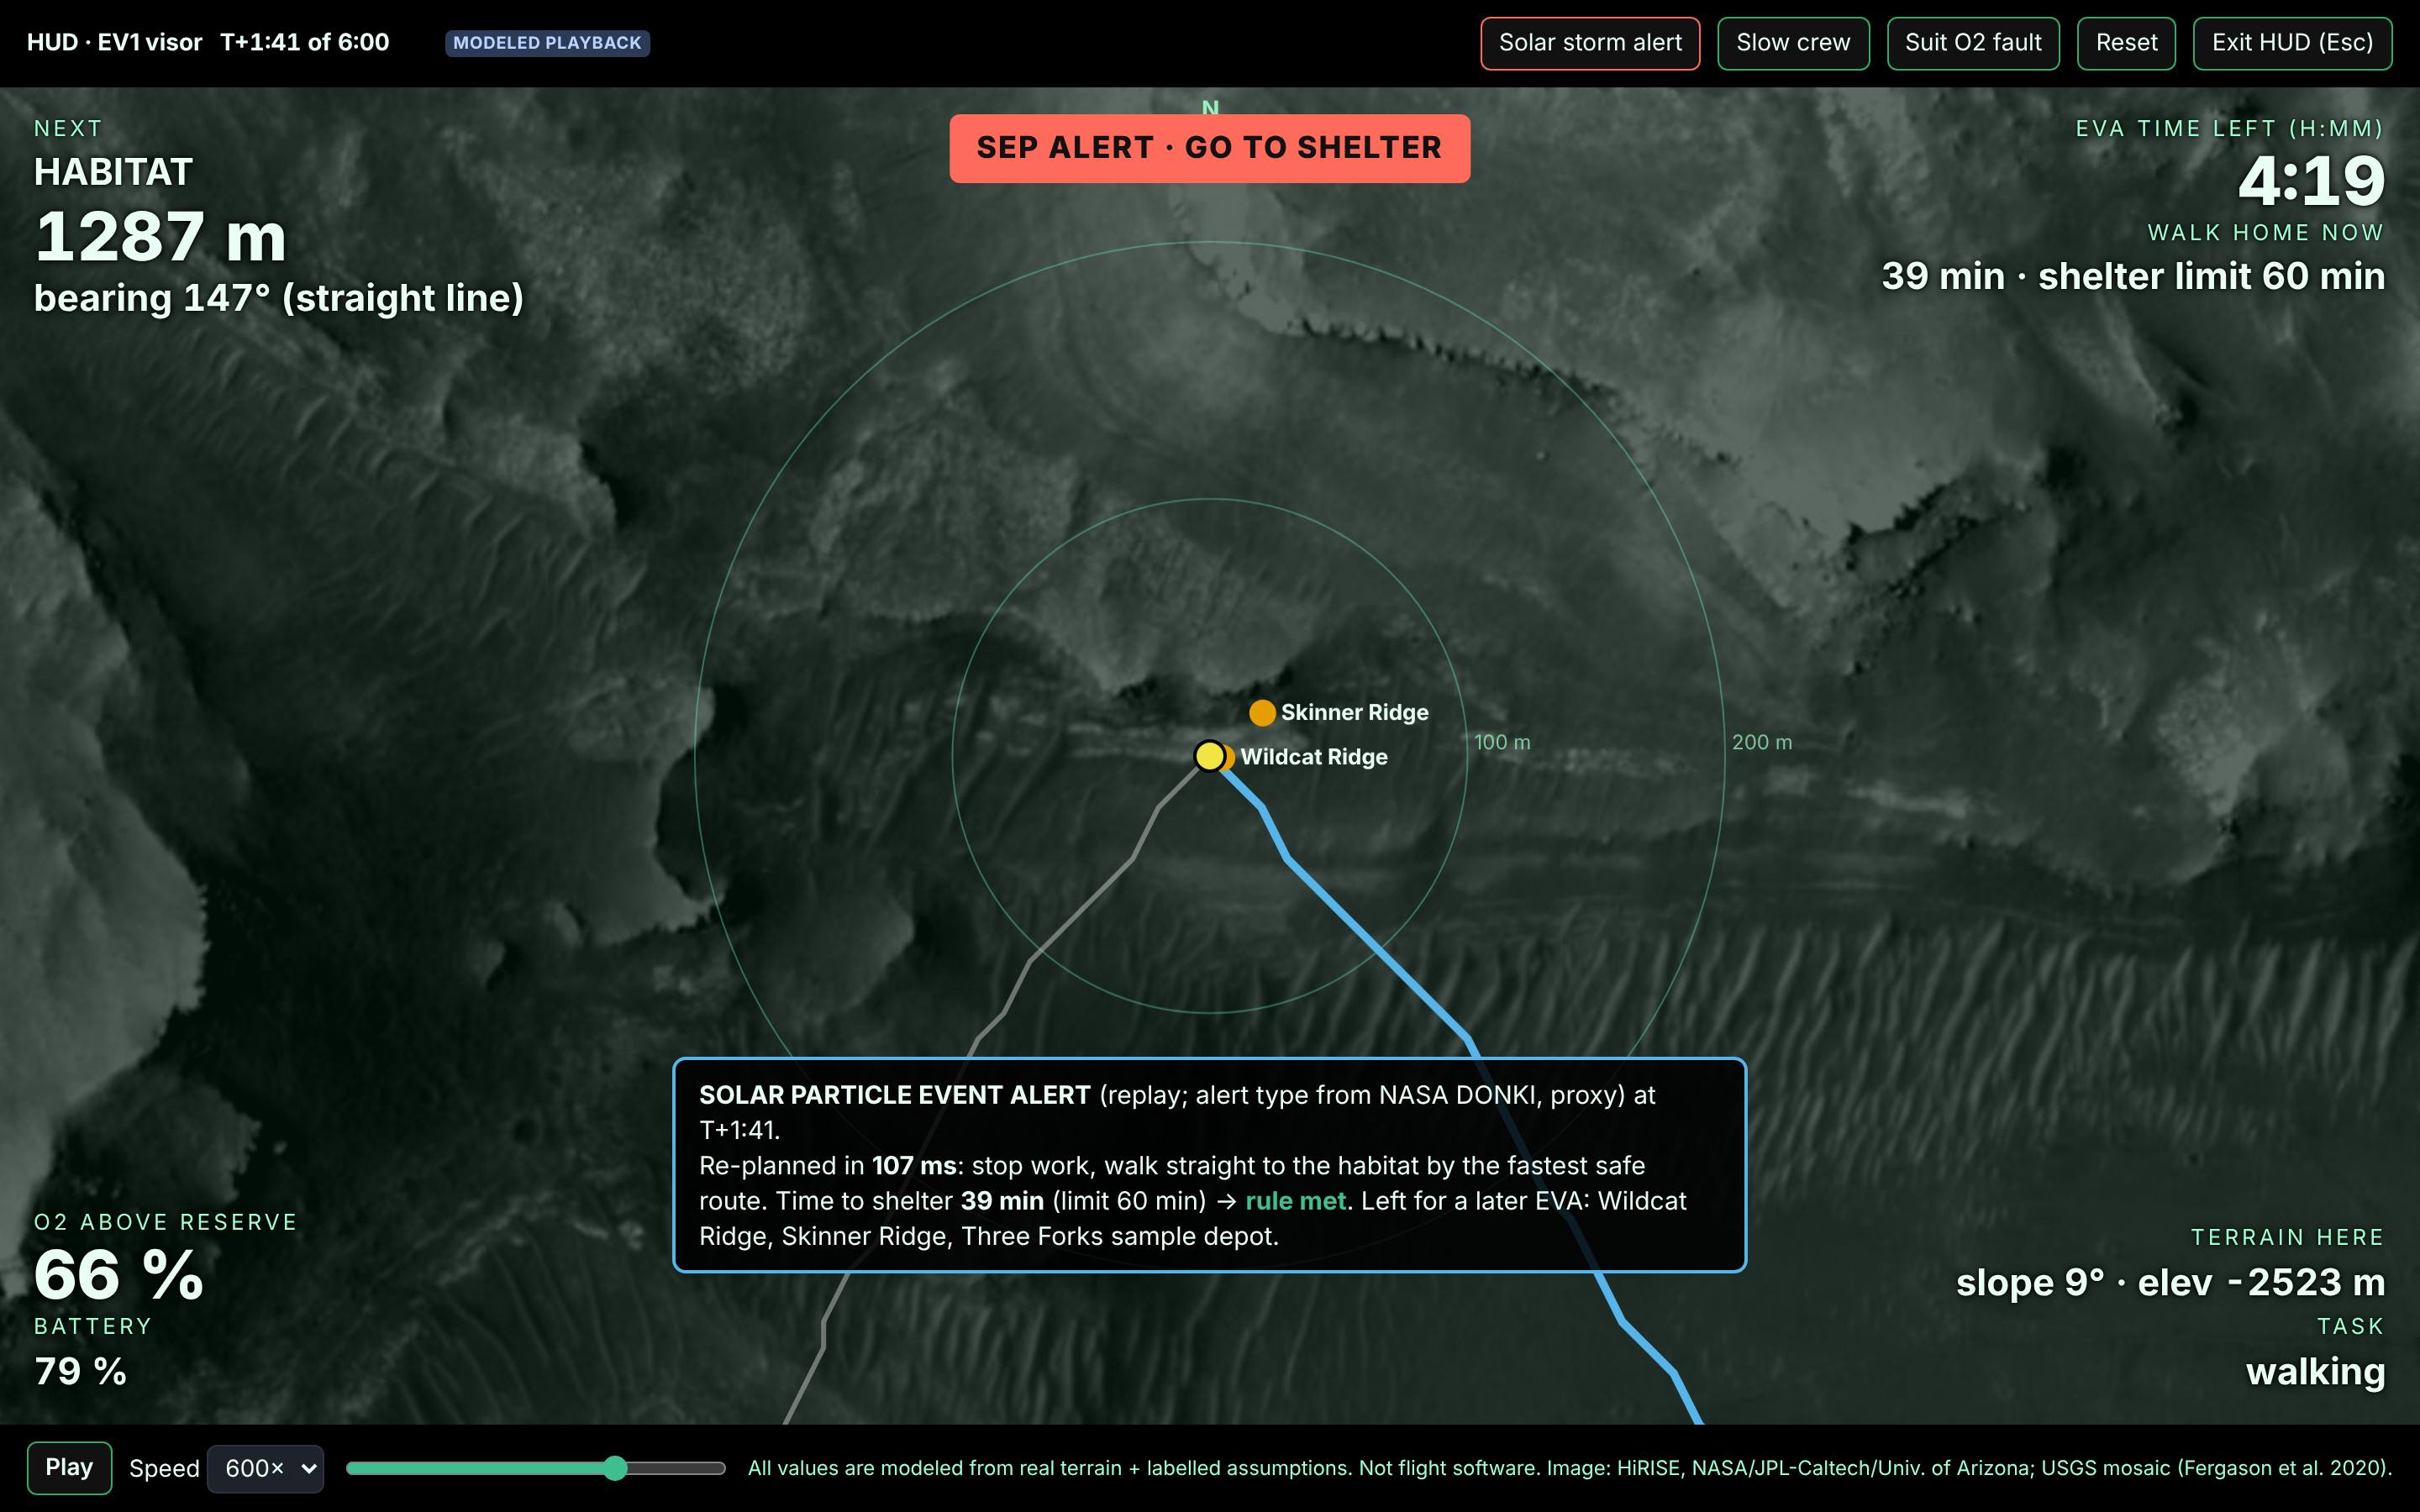 HUD · EV1 visor T+1:41 of 6:00
MODELED PLAYBACK
Solar storm alert
Slow crew
Suit O2 fault
Reset
Exit HUD (Esc)
N
SEP ALERT · GO TO SHELTER
NEXT
HABITAT
1287 m
bearing 147° (straight line)
EVA TIME LEFT (H:MM)
4:19
WALK HOME NOW
39 min · shelter limit 60 min
Skinner Ridge
Wildcat Ridge
100 m
200 m
SOLAR PARTICLE EVENT ALERT (replay; alert type from NASA DONKI, proxy) at
T+1:41.
Re-planned in 107 ms: stop work, walk straight to the habitat by the fastest safe
route. Time to shelter 39 min (limit 60 min) → rule met. Left for a later EVA: Wildcat
Ridge, Skinner Ridge, Three Forks sample depot.
O2 ABOVE RESERVE
66 %
BATTERY
79 %
TERRAIN HERE
slope 9° · elev -2523 m
TASK
walking
Play
Speed
600×
All values are modeled from real terrain + labelled assumptions. Not flight software. Image: HiRISE, NASA/JPL-Caltech/Univ. of Arizona; USGS mosaic (Fergason et al. 2020).